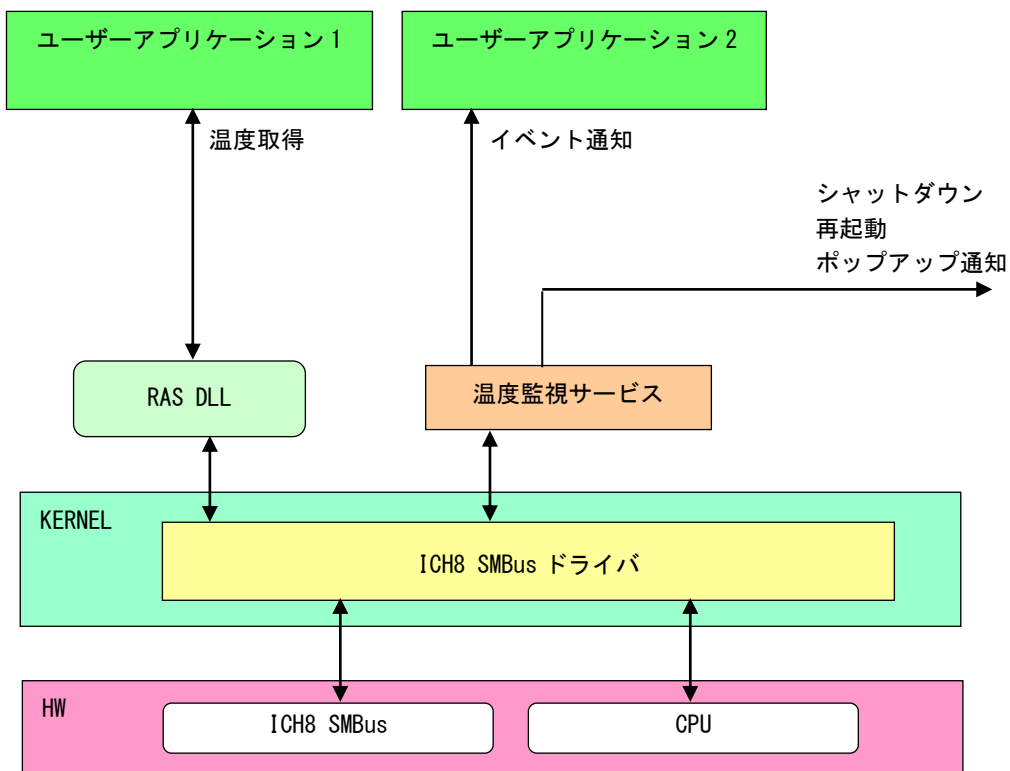 ユーザーアプリケーション1
ユーザーアプリケーション2
温度取得
イベント通知
シャットダウン
再起動
ポップアップ通知
RAS DLL
温度監視サービス
KERNEL
ICH8 SMBus ドライバ
HW
ICH8 SMBus
CPU